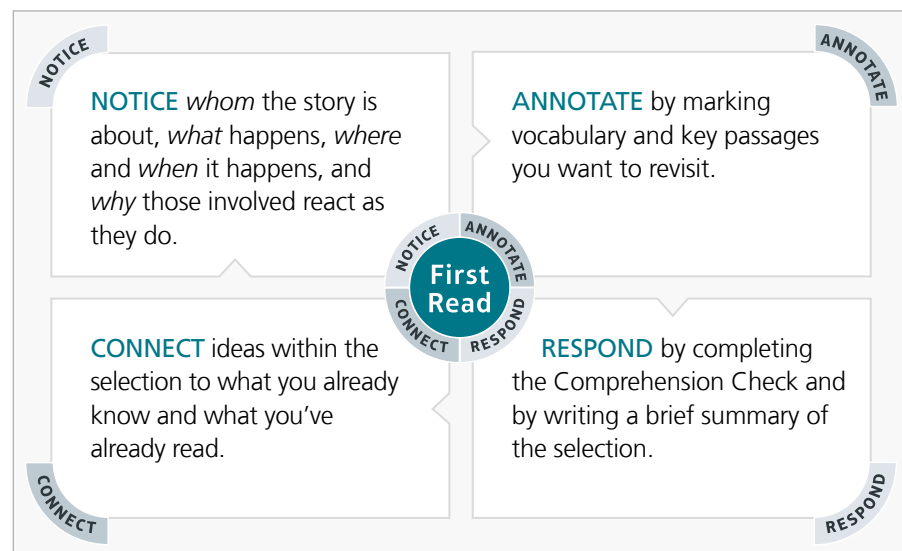 NOTICE
NOTICE whom the story is
about, what happens, where
and when it happens, and
why those involved react as
they do.
ANNOTATE
ANNOTATE by marking
vocabulary and key passages
you want to revisit.
NOTICE
ANNOTATE
First
Read
CONNECT
RESPOND
CONNECT ideas within the
selection to what you already
know and what you've
already read.
CONNECT
RESPOND by completing
the Comprehension Check and
by writing a brief summary of
the selection.
RESPOND